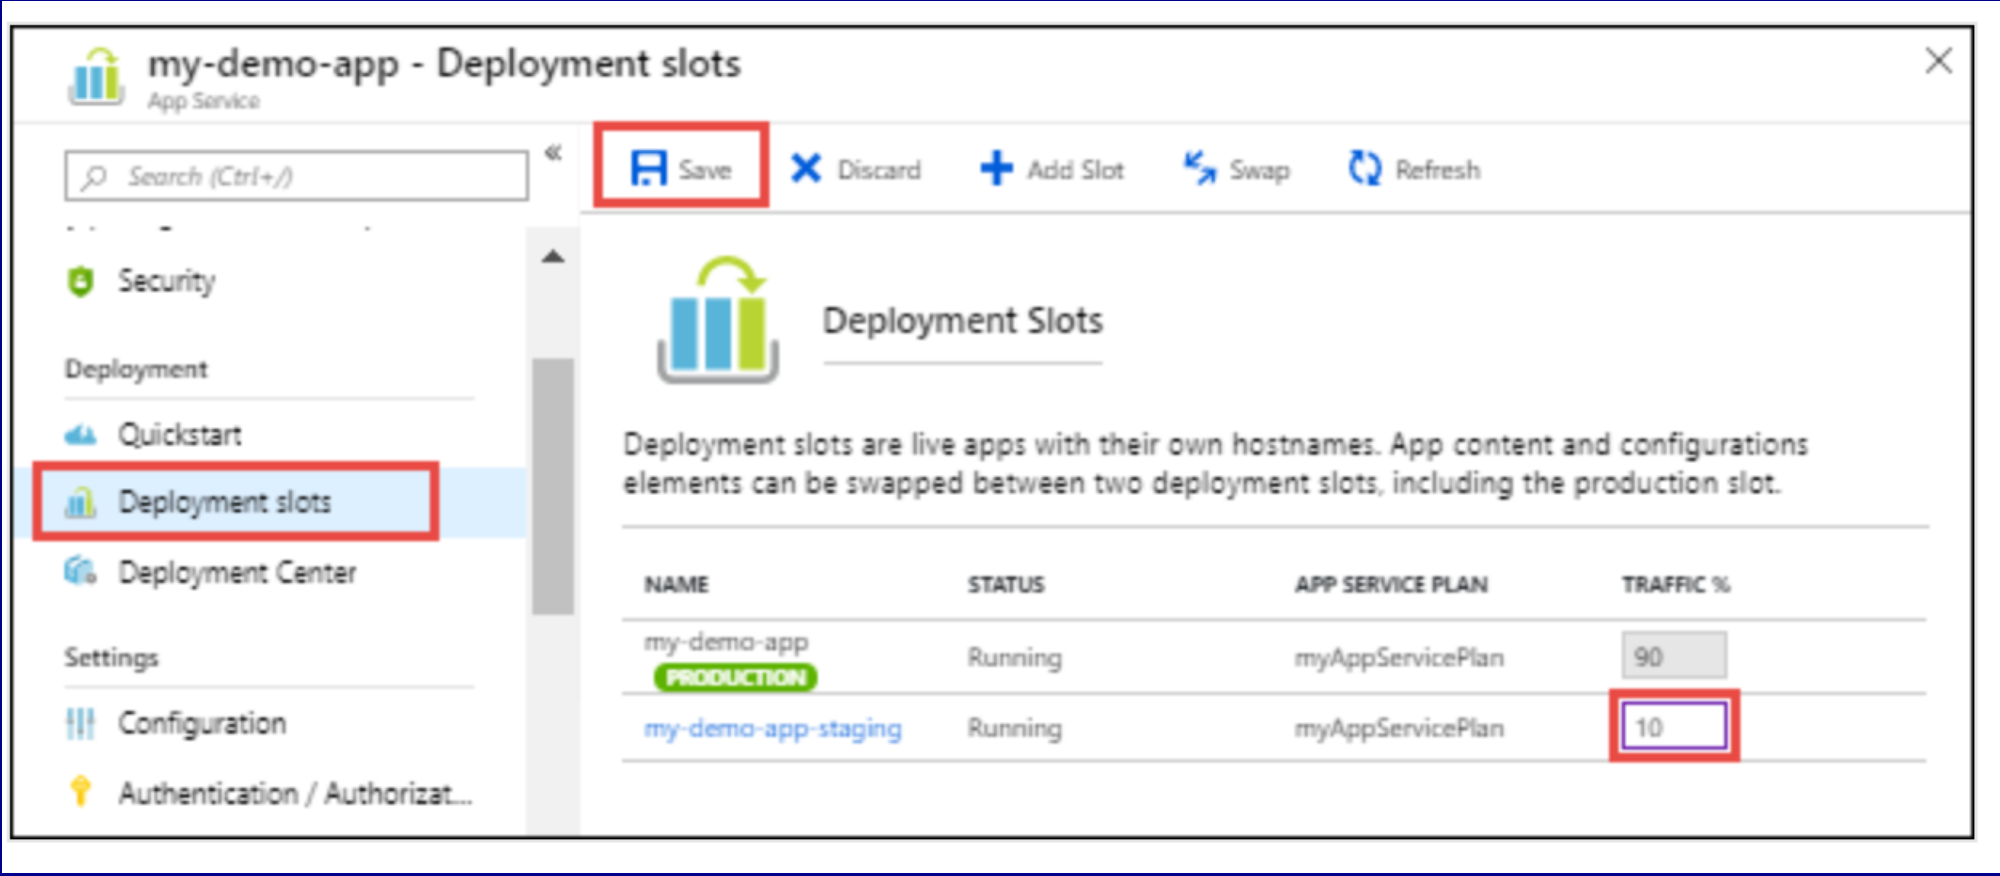 my-demo-app - Deployment slots
App Service
Search (Ctrl+/)
«
Save
Discard
Add Slot
Swap
Refresh
Security
Deployment
Quickstart
Deployment slots
Deployment Center
Settings
Configuration
Authentication / Authorizat...
Deployment Slots
Deployment slots are live apps with their own hostnames. App content and configurations
elements can be swapped between two deployment slots, including the production slot.
NAME STATUS APP SERVICE PLAN TRAFFIC %
my-demo-app Running myAppServicePlan 90
PRODUCTION
my-demo-app-staging Running myAppServicePlan 10